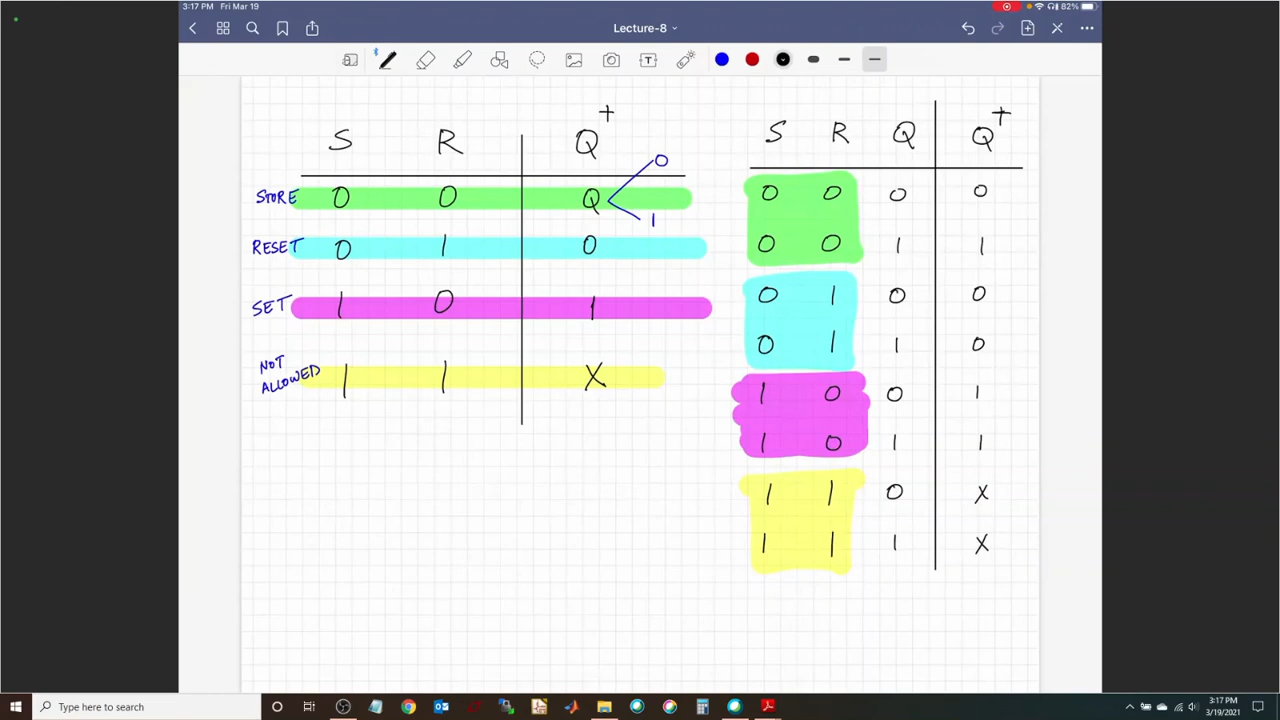 3:17 PM Fri Mar 19
82%
Lecture-8
S R Q+
STORE 0 0 Q 0 1
RESET 0 1 0
SET 1 0 1
NOT ALLOWED 1 1 X
S R Q Q+
0 0 0 0
0 0 1 1
0 1 0 0
0 1 1 0
1 0 0 1
1 0 1 1
1 1 0 X
1 1 1 X
Type here to search
3:17 PM
3/19/2021